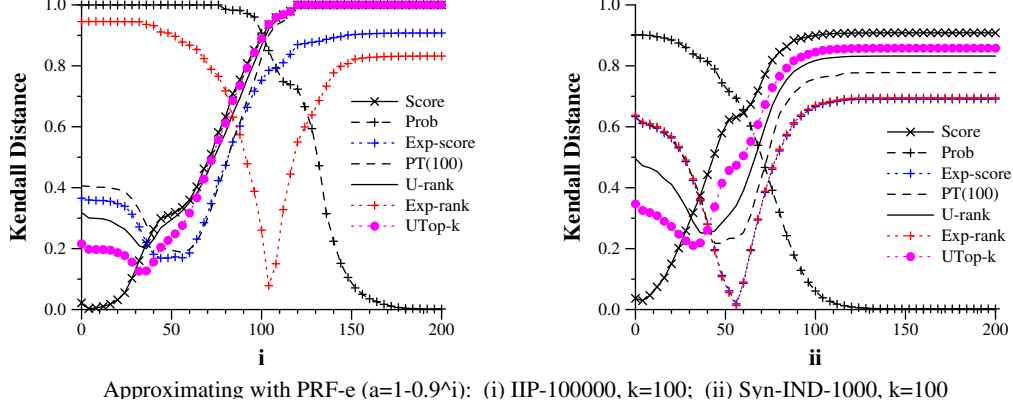 1.0
0.8
0.6
0.4
0.2
0.0
Kendall Distance
0 50 100 150 200
i
Score
Prob
Exp-score
PT(100)
U-rank
Exp-rank
UTop-k
1.0
0.8
0.6
0.4
0.2
0.0
Kendall Distance
0 50 100 150 200
ii
Score
Prob
Exp-score
PT(100)
U-rank
Exp-rank
UTop-k
Approximating with PRF-e (a=1-0.9^i): (i) IIP-100000, k=100; (ii) Syn-IND-1000, k=100